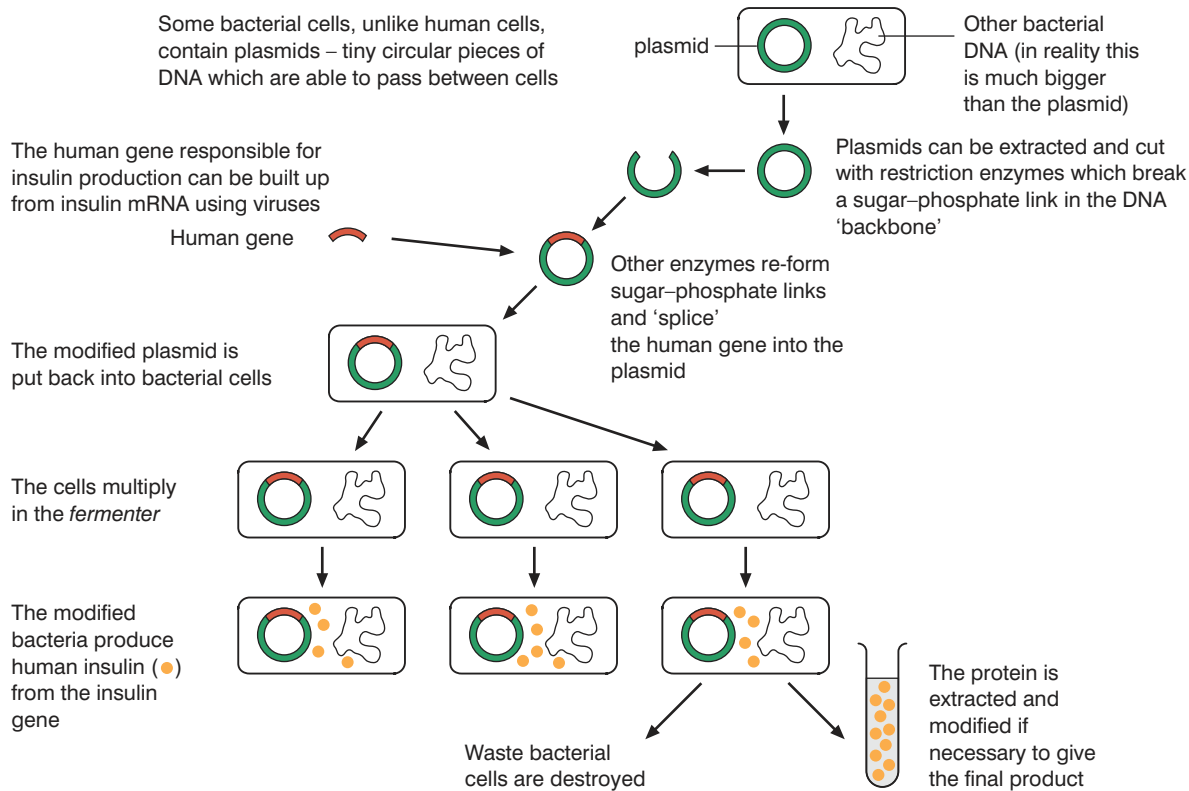 Some bacterial cells, unlike human cells,
contain plasmids – tiny circular pieces of
DNA which are able to pass between cells
plasmid
Other bacterial
DNA (in reality this
is much bigger
than the plasmid)
The human gene responsible for
insulin production can be built up
from insulin mRNA using viruses
Plasmids can be extracted and cut
with restriction enzymes which break
a sugar–phosphate link in the DNA
‘backbone’
Human gene
Other enzymes re-form
sugar–phosphate links
and ‘splice’
the human gene into the
plasmid
The modified plasmid is
put back into bacterial cells
The cells multiply
in the fermenter
The modified
bacteria produce
human insulin ( )
from the insulin
gene
Waste bacterial
cells are destroyed
The protein is
extracted and
modified if
necessary to give
the final product